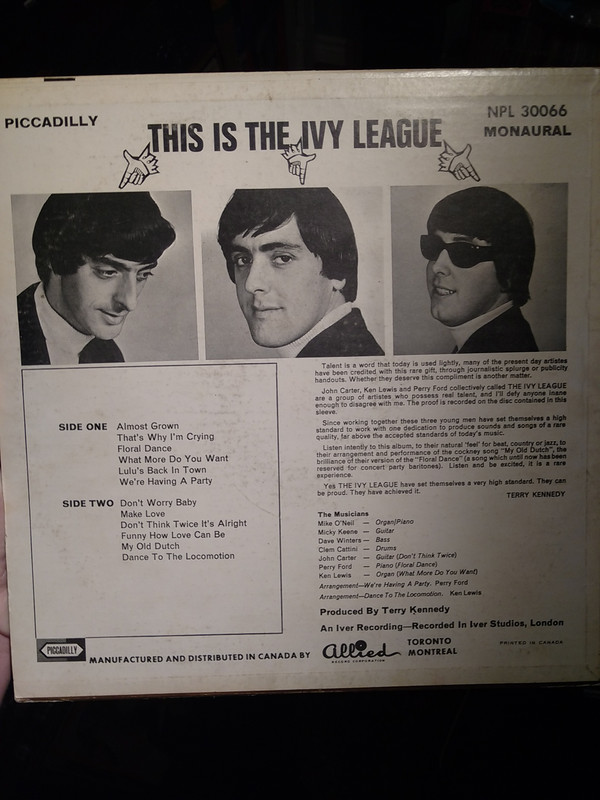 PICCADILLY
NPL 30066
MONAURAL
THIS IS THE IVY LEAGUE
SIDE ONE Almost Grown
That's Why I'm Crying
Floral Dance
What More Do You Want
Lulu's Back In Town
We're Having A Party
SIDE TWO Don't Worry Baby
Make Love
Don't Think Twice It's Alright
Funny How Love Can Be
My Old Dutch
Dance To The Locomotion
Talent is a word that today is used lightly, many of the present day artistes
have been credited with this rare gift, through journalistic splurge or publicity
handouts. Whether they deserve this compliment is another matter.
John Carter, Ken Lewis and Perry Ford collectively called THE IVY LEAGUE
are a group of artistes who possess real talent, and I'll defy anyone inane
enough to disagree with me. The proof is recorded on the disc contained in this
sleeve.
Since working together these three young men have set themselves a high
standard to work with one dedication to produce sounds and songs of a rare
quality, far above the accepted standards of today's music.
Listen intently to this album, to their natural 'feel' for beat, country or jazz, to
their arrangement and performance of the cockney song "My Old Dutch", the
brilliance of their version of the "Floral Dance" (a song which until now has been
reserved for concert party baritones). Listen and be excited, it is a rare
experience.
Yes THE IVY LEAGUE have set themselves a very high standard. They can
be proud. They have achieved it.
TERRY KENNEDY
The Musicians
Mike O'Neil — Organ/Piano
Micky Keene — Guitar
Dave Winters — Bass
Clem Cattini — Drums
John Carter — Guitar (Don't Think Twice)
Perry Ford — Piano (Floral Dance)
Ken Lewis — Organ (What More Do You Want)
Arrangement—We're Having A Party. Perry Ford
Arrangement—Dance To The Locomotion. Ken Lewis
Produced By Terry Kennedy
An Iver Recording—Recorded In Iver Studios, London
PICCADILLY
MANUFACTURED AND DISTRIBUTED IN CANADA BY
Allied
RECORD CORPORATION
TORONTO
MONTREAL
PRINTED IN CANADA